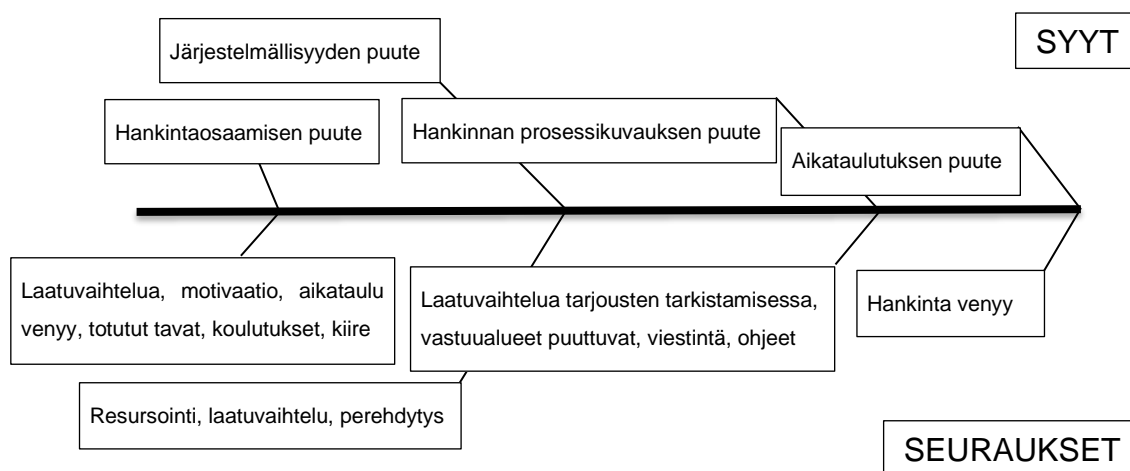 SYYT
Järjestelmällisyyden puute
Hankintaosaamisen puute
Hankinnan prosessikuvauksen puute
Aikataulutuksen puute
Laatuvaihtelua, motivaatio, aikataulu
venyy, totutut tavat, koulutukset, kiire
Laatuvaihtelua tarjousten tarkistamisessa,
vastuualueet puuttuvat, viestintä, ohjeet
Hankinta venyy
Resursointi, laatuvaihtelu, perehdytys
SEURAUKSET